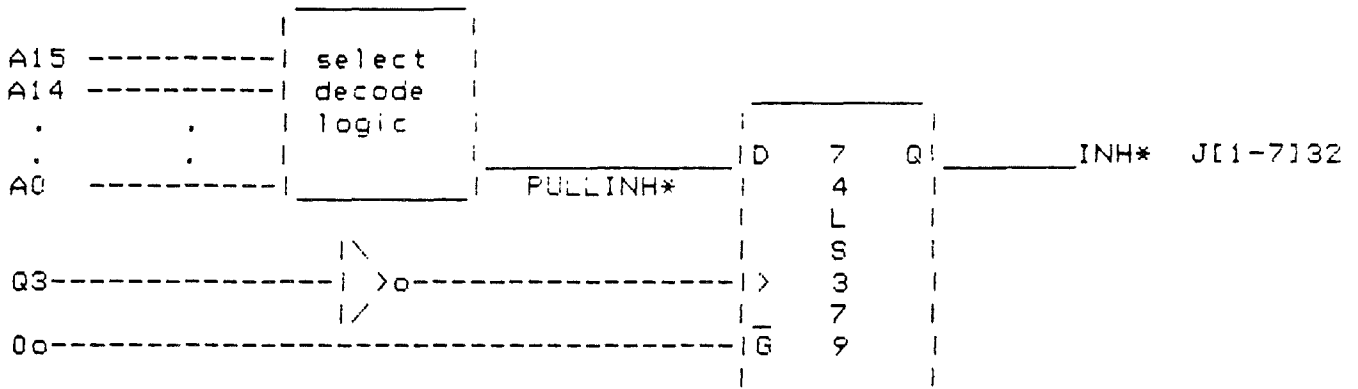 A15 select
A14 decode
logic
D 7 Q INH* J[1-7]32
A0 PULLINH* 4
L
S
Q3 3
7
0o G 9